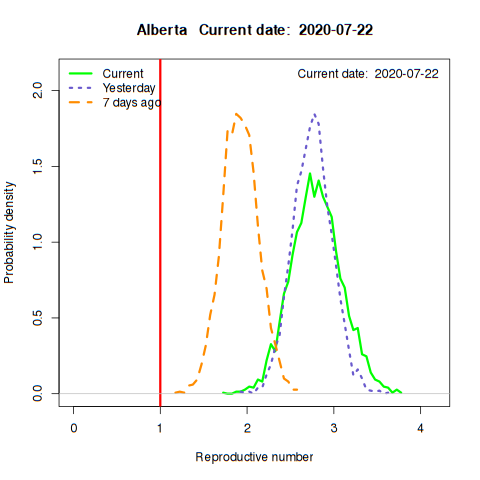 Alberta Current date: 2020-07-22
Current
Current date: 2020-07-22
Yesterday
7 days ago
Probability density
2.0
1.5
1.0
0.5
0.0
0 1 2 3 4
Reproductive number